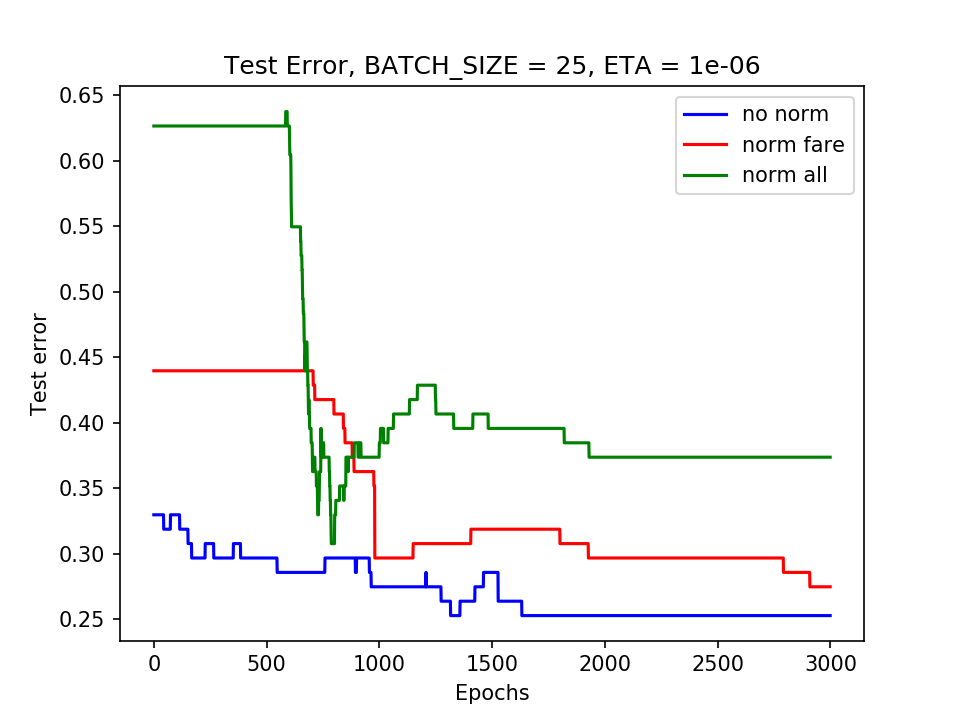 Test Error, BATCH_SIZE = 25, ETA = 1e-06
no norm
norm fare
norm all
Test error
0.65
0.60
0.55
0.50
0.45
0.40
0.35
0.30
0.25
0 500 1000 1500 2000 2500 3000
Epochs